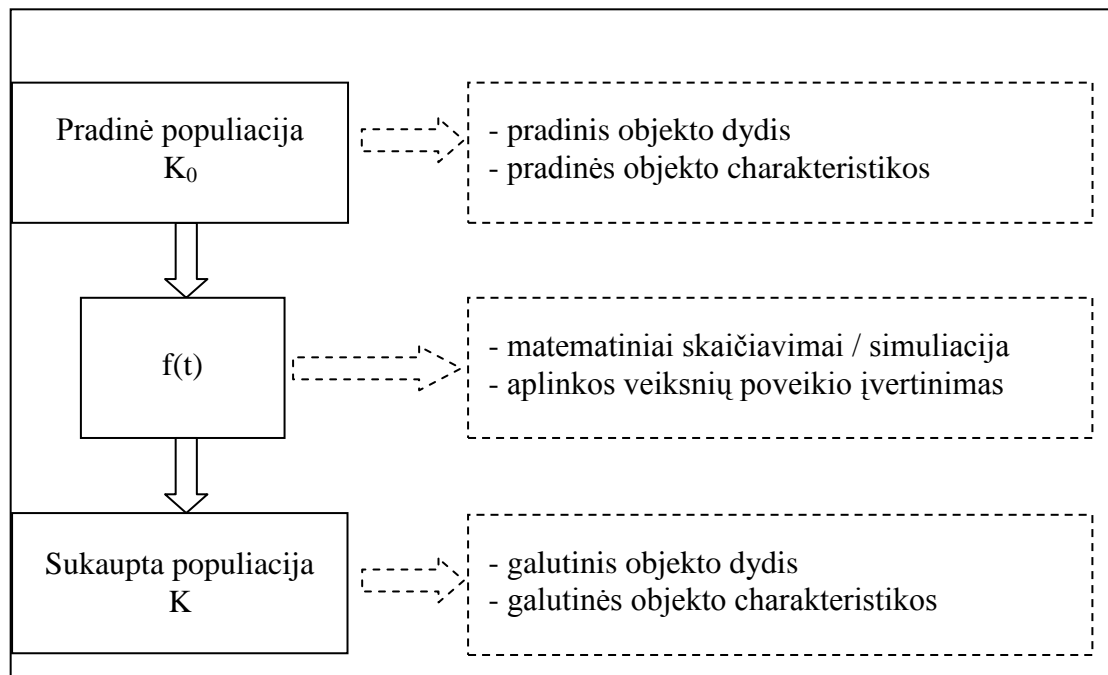 Pradinė populiacija
K₀
- pradinis objekto dydis
- pradinės objekto charakteristikos
f(t)
- matematiniai skaičiavimai / simuliacija
- aplinkos veiksnių poveikio įvertinimas
Sukaupta populiacija
K
- galutinis objekto dydis
- galutinės objekto charakteristikos